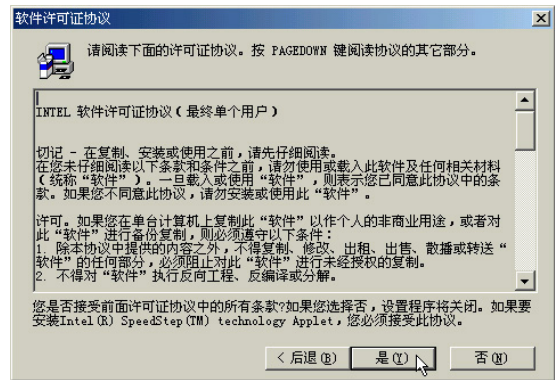 软件许可证协议
请阅读下面的许可证协议。按 PAGEDOWN 键阅读协议的其它部分。
INTEL 软件许可证协议(最终单个用户)
切记 - 在复制、安装或使用之前,请先仔细阅读。
在您未仔细阅读以下条款和条件之前,请勿使用或载入此软件及任何相关材料
(统称“软件”)。一旦载入或使用“软件”,则表示您已同意此协议中的条
款。如果您不同意此协议,请勿安装或使用此“软件”。
许可。如果您在单台计算机上复制此“软件”以作个人的非商业用途,或者对
此“软件”进行备份复制,则必须遵守以下条件:
1. 除本协议中提供的内容之外,不得复制、修改、出租、出售、散播或转送“
软件”的任何部分,必须阻止对此“软件”进行未经授权的复制。
2. 不得对“软件”执行反向工程、反编译或分解。
您是否接受前面许可证协议中的所有条款?如果您选择否,设置程序将关闭。如果要
安装Intel(R) SpeedStep(TM) technology Applet,您必须接受此协议。
< 后退(B) 是(Y) 否(N)